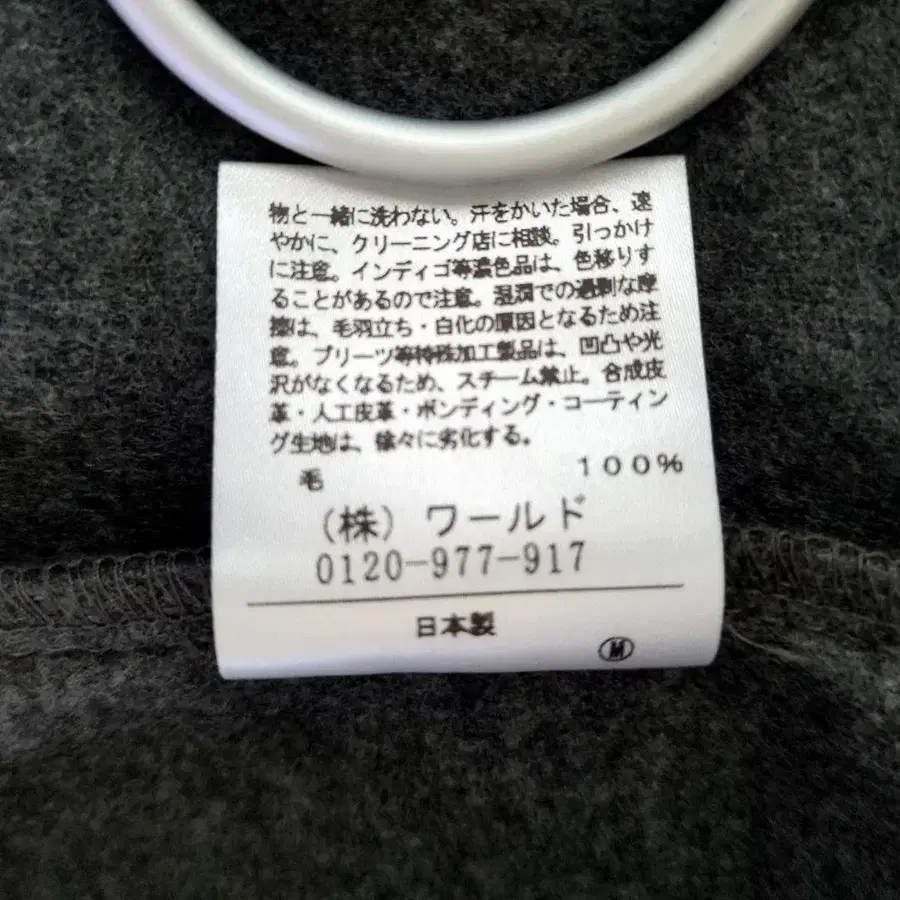 物と一緒に洗わない。汗をかいた場合、速
やかに、クリーニング店に相談。引っかけ
に注意。インディゴ等濃色品は、色移りす
ることがあるので注意。湿潤での過剰な摩
擦は、毛羽立ち・白化の原因となるため注
意。プリーツ等特殊加工製品は、凹凸や光
沢がなくなるため、スチーム禁止。合成皮
革・人工皮革・ボンディング・コーティン
グ生地は、徐々に劣化する。
毛 100%
（株）ワールド
0120-977-917
日本製
M